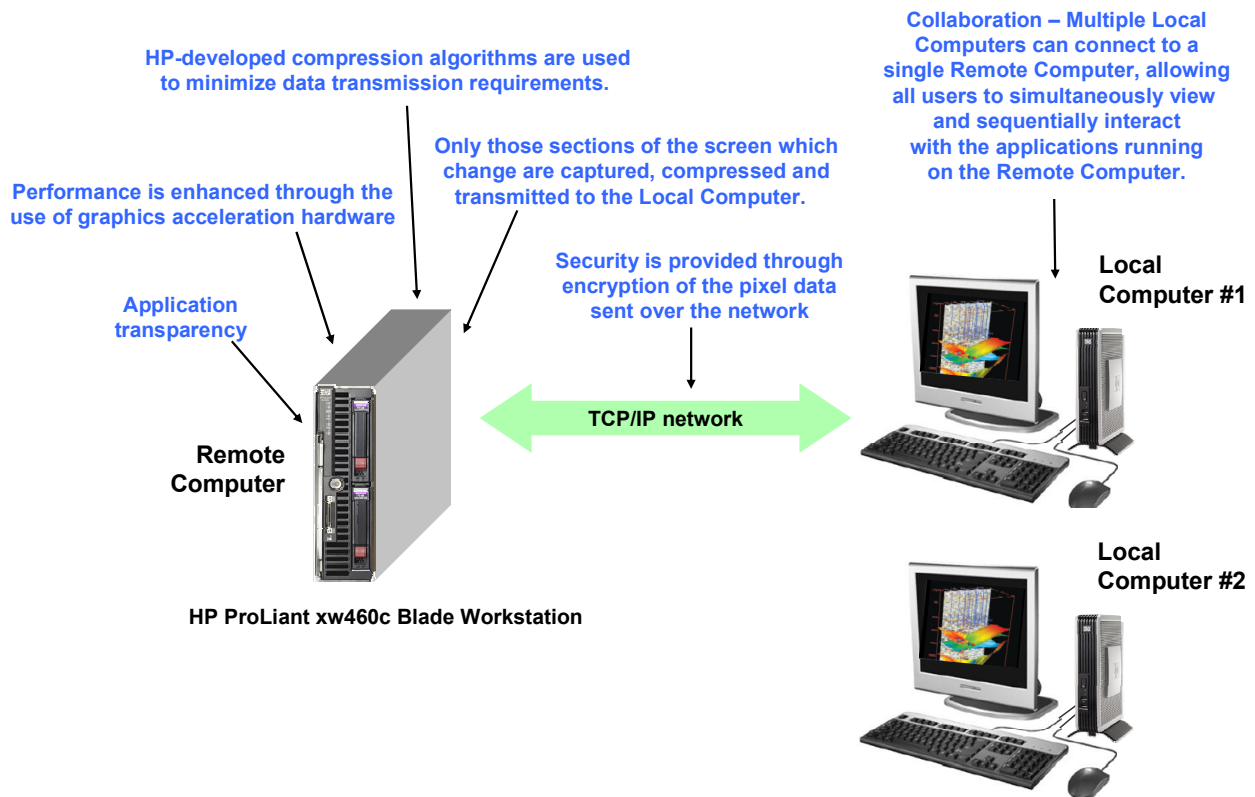 HP-developed compression algorithms are used
to minimize data transmission requirements.
Collaboration – Multiple Local
Computers can connect to a
single Remote Computer, allowing
all users to simultaneously view
and sequentially interact
with the applications running
on the Remote Computer.
Only those sections of the screen which
change are captured, compressed and
transmitted to the Local Computer.
Performance is enhanced through the
use of graphics acceleration hardware
Security is provided through
encryption of the pixel data
sent over the network
Application
transparency
Local
Computer #1
TCP/IP network
Remote
Computer
HP ProLiant xw460c Blade Workstation
Local
Computer #2